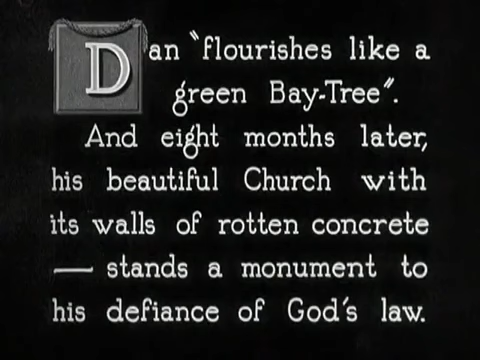 Dan "flourishes like a
green Bay-Tree".
And eight months later,
his beautiful Church with
its walls of rotten concrete
— stands a monument to
his defiance of God's law.